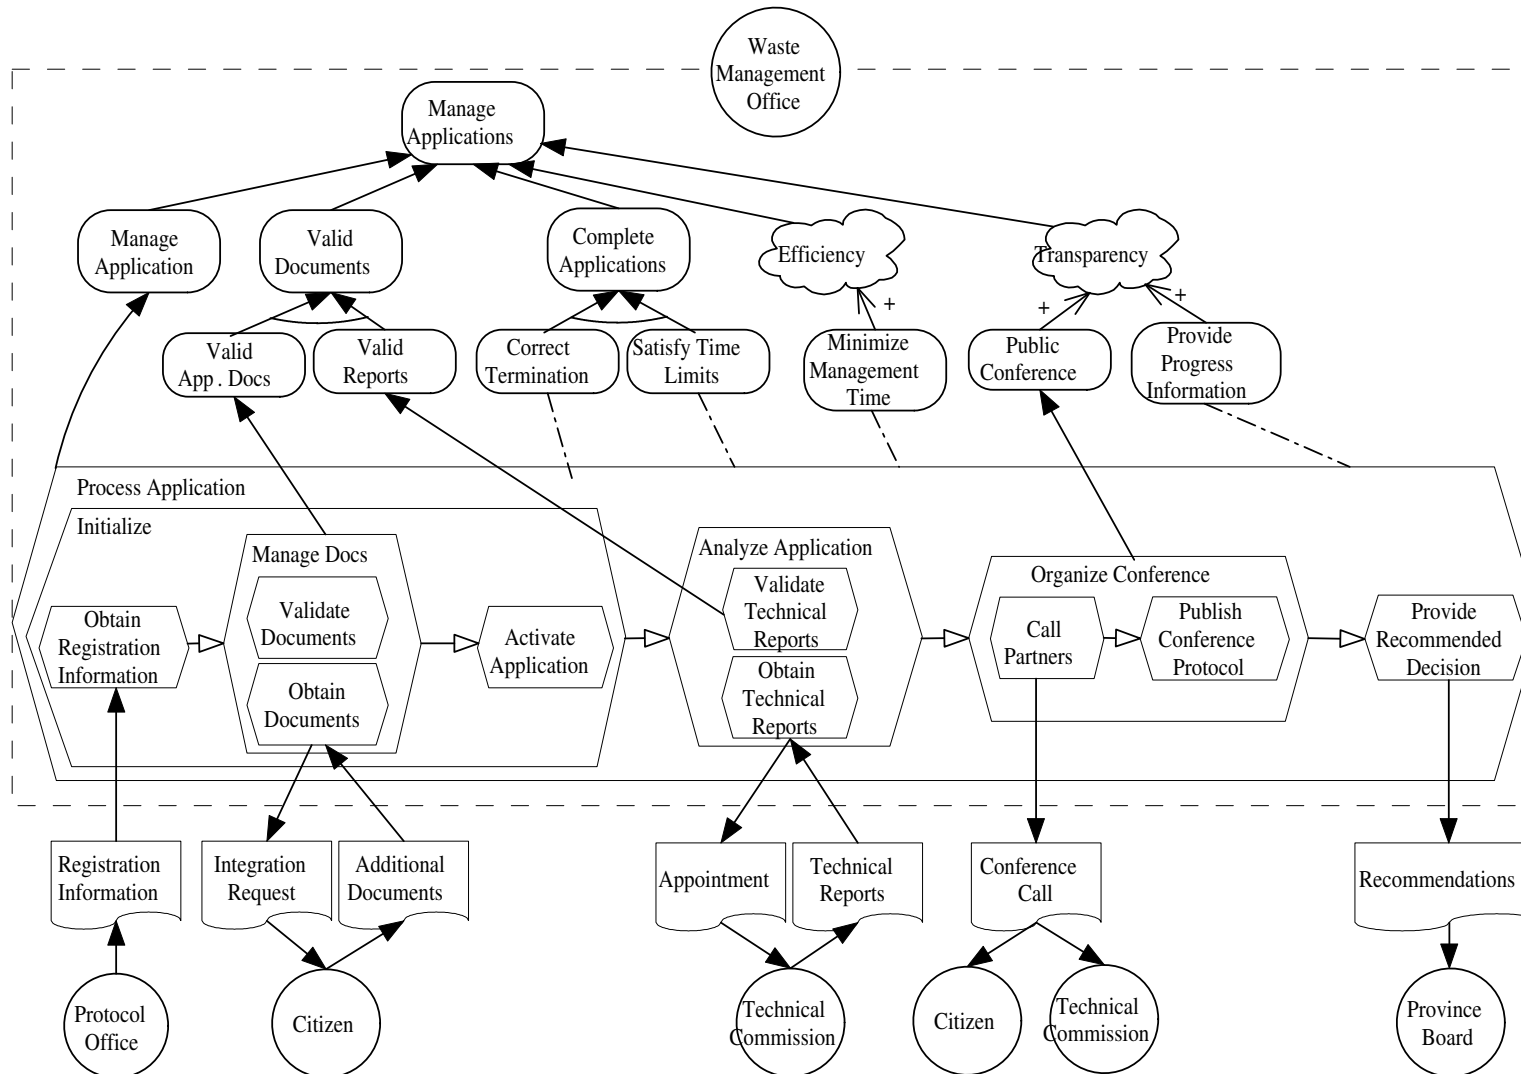 Waste
Management
Office
Manage
Applications
Manage
Application
Valid
Documents
Complete
Applications
Efficiency
Transparency
+
+
+
Valid
App . Docs
Valid
Reports
Correct
Termination
Satisfy Time
Limits
Minimize
Management
Time
Public
Conference
Provide
Progress
Information
Process Application
Initialize
Manage Docs
Validate
Documents
Obtain
Documents
Obtain
Registration
Information
Activate
Application
Analyze Application
Validate
Technical
Reports
Obtain
Technical
Reports
Organize Conference
Call
Partners
Publish
Conference
Protocol
Provide
Recommended
Decision
Registration
Information
Integration
Request
Additional
Documents
Appointment
Technical
Reports
Conference
Call
Recommendations
Protocol
Office
Citizen
Technical
Commission
Citizen
Technical
Commission
Province
Board